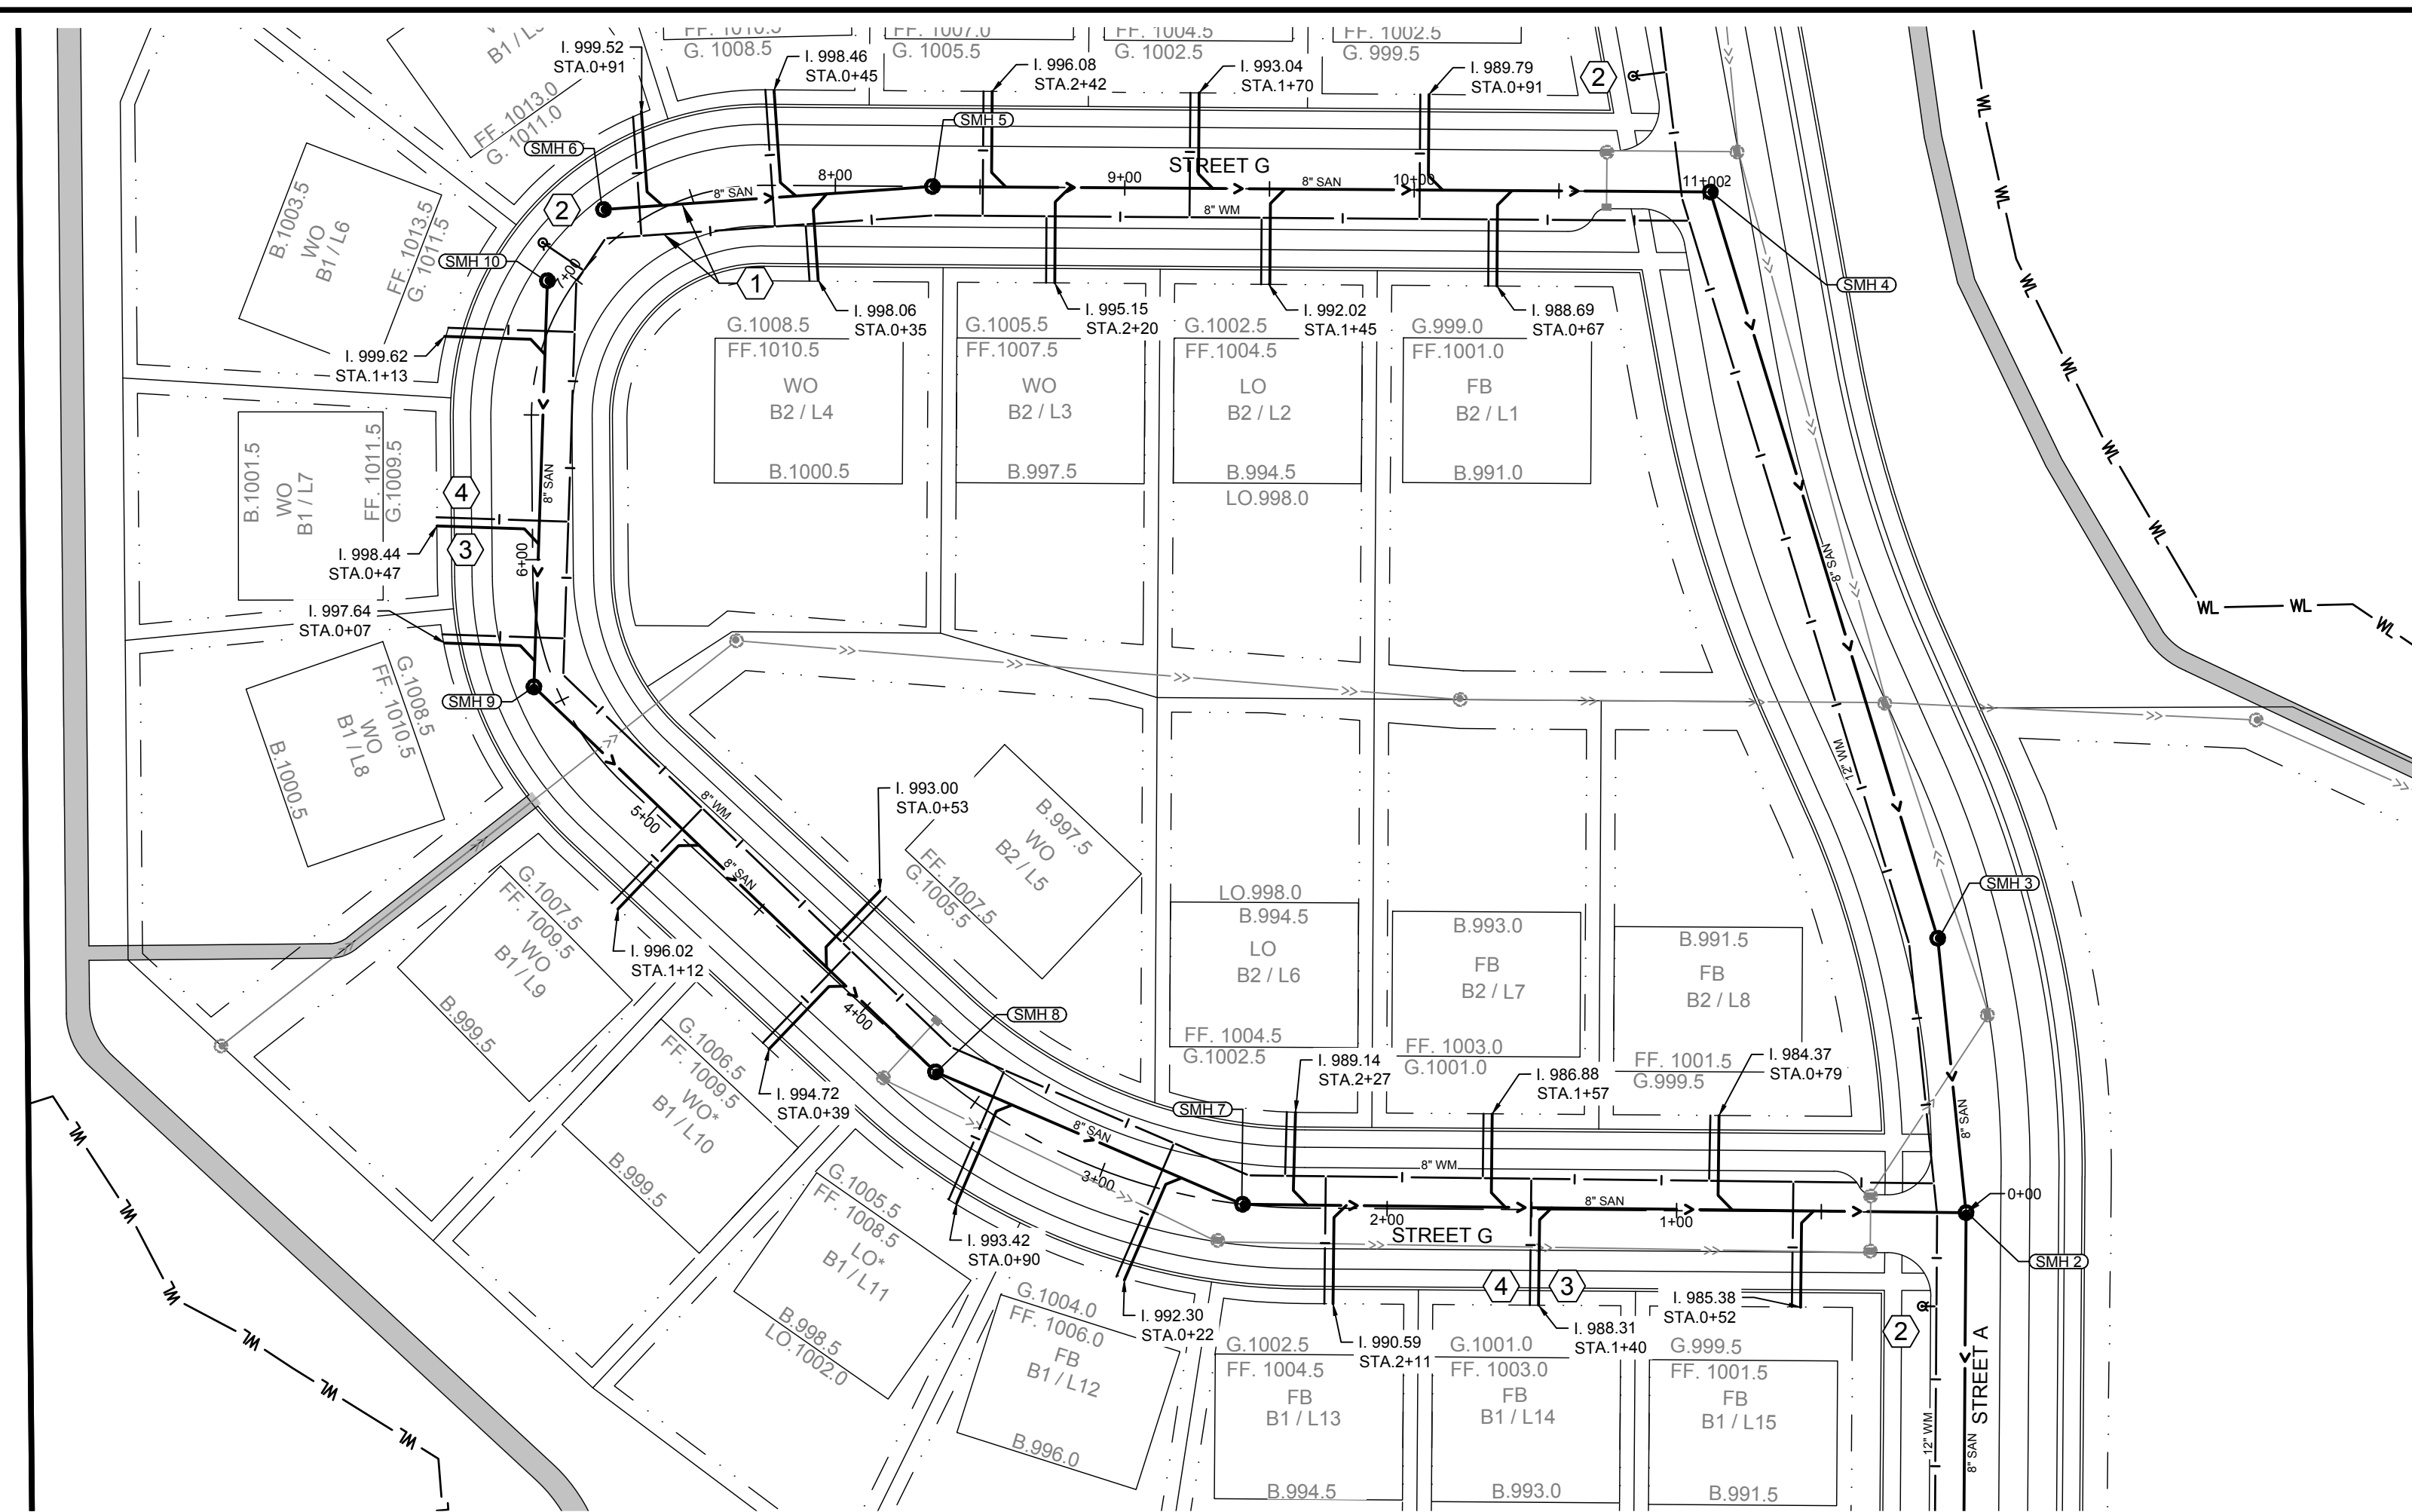 G. 1008.5
FF. 1007.0
G. 1005.5
FF. 1004.5
G. 1002.5
FF. 1002.5
G. 999.5
I. 999.52
STA.0+91
I. 998.46
STA.0+45
I. 996.08
STA.2+42
I. 993.04
STA.1+70
I. 989.79
STA.0+91
2
FF. 1013.0
G. 1011.0
SMH 6
SMH 5
STREET G
8+00
9+00
10+00
11+002
8" SAN
8" SAN
8" WM
2
SMH 10
7+00
1
SMH 4
B.1003.5
WO
B1 / L6
FF. 1013.5
G. 1011.5
I. 999.62
STA.1+13
I. 998.06
STA.0+35
I. 995.15
STA.2+20
I. 992.02
STA.1+45
I. 988.69
STA.0+67
G.1008.5
FF.1010.5
WO
B2 / L4
B.1000.5
G.1005.5
FF.1007.5
WO
B2 / L3
B.997.5
G.1002.5
FF.1004.5
LO
B2 / L2
B.994.5
LO.998.0
G.999.0
FF.1001.0
FB
B2 / L1
B.991.0
B.1001.5
WO
B1 / L7
FF. 1011.5
G.1009.5
4
3
8" SAN
6+00
I. 998.44
STA.0+47
I. 997.64
STA.0+07
SMH 9
G.1008.5
FF. 1010.5
WO
B1 / L8
B.1000.5
8" SAN
12" WM
WL
WL
WL
WL
WL
WL
WL
WL
WL
WL
5+00
8" WM
8" SAN
I. 993.00
STA.0+53
B.997.5
WO
B2 / L5
FF. 1007.5
G.1005.5
G.1007.5
FF. 1009.5
WO
B1 / L9
B.999.5
I. 996.02
STA.1+12
4+00
SMH 8
SMH 3
LO.998.0
B.994.5
LO
B2 / L6
FF. 1004.5
G.1002.5
B.993.0
FB
B2 / L7
FF. 1003.0
G.1001.0
B.991.5
FB
B2 / L8
FF. 1001.5
G.999.5
G.1006.5
FF. 1009.5
WO*
B1 / L10
B.999.5
I. 994.72
STA.0+39
SMH 7
I. 989.14
STA.2+27
I. 986.88
STA.1+57
I. 984.37
STA.0+79
8" SAN
3+00
8" WM
8" SAN
2+00
1+00
0+00
STREET G
8" SAN
SMH 2
G.1005.5
FF. 1008.5
LO*
B1 / L11
B.998.5
LO.1002.0
I. 993.42
STA.0+90
I. 992.30
STA.0+22
G.1004.0
FF. 1006.0
FB
B1 / L12
B.996.0
4
3
2
I. 990.59
STA.2+11
I. 988.31
STA.1+40
I. 985.38
STA.0+52
G.1002.5
FF. 1004.5
FB
B1 / L13
B.994.5
G.1001.0
FF. 1003.0
FB
B1 / L14
B.993.0
G.999.5
FF. 1001.5
FB
B1 / L15
B.991.5
12" WM
8" SAN
STREET A
WL
WL
WL
WL
WL
WL